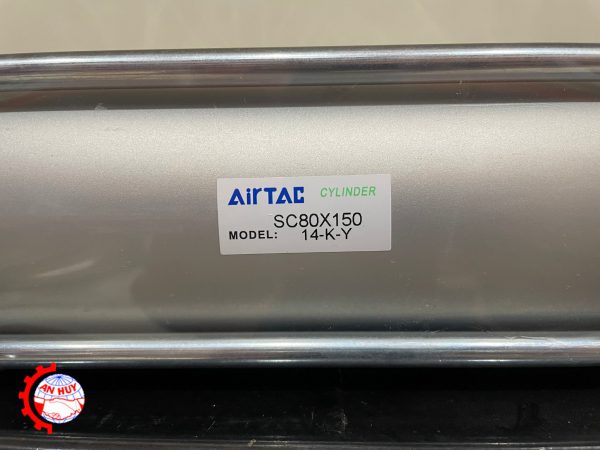 AirTAC CYLINDER
SC80X150
MODEL: 14-K-Y
AN HUY